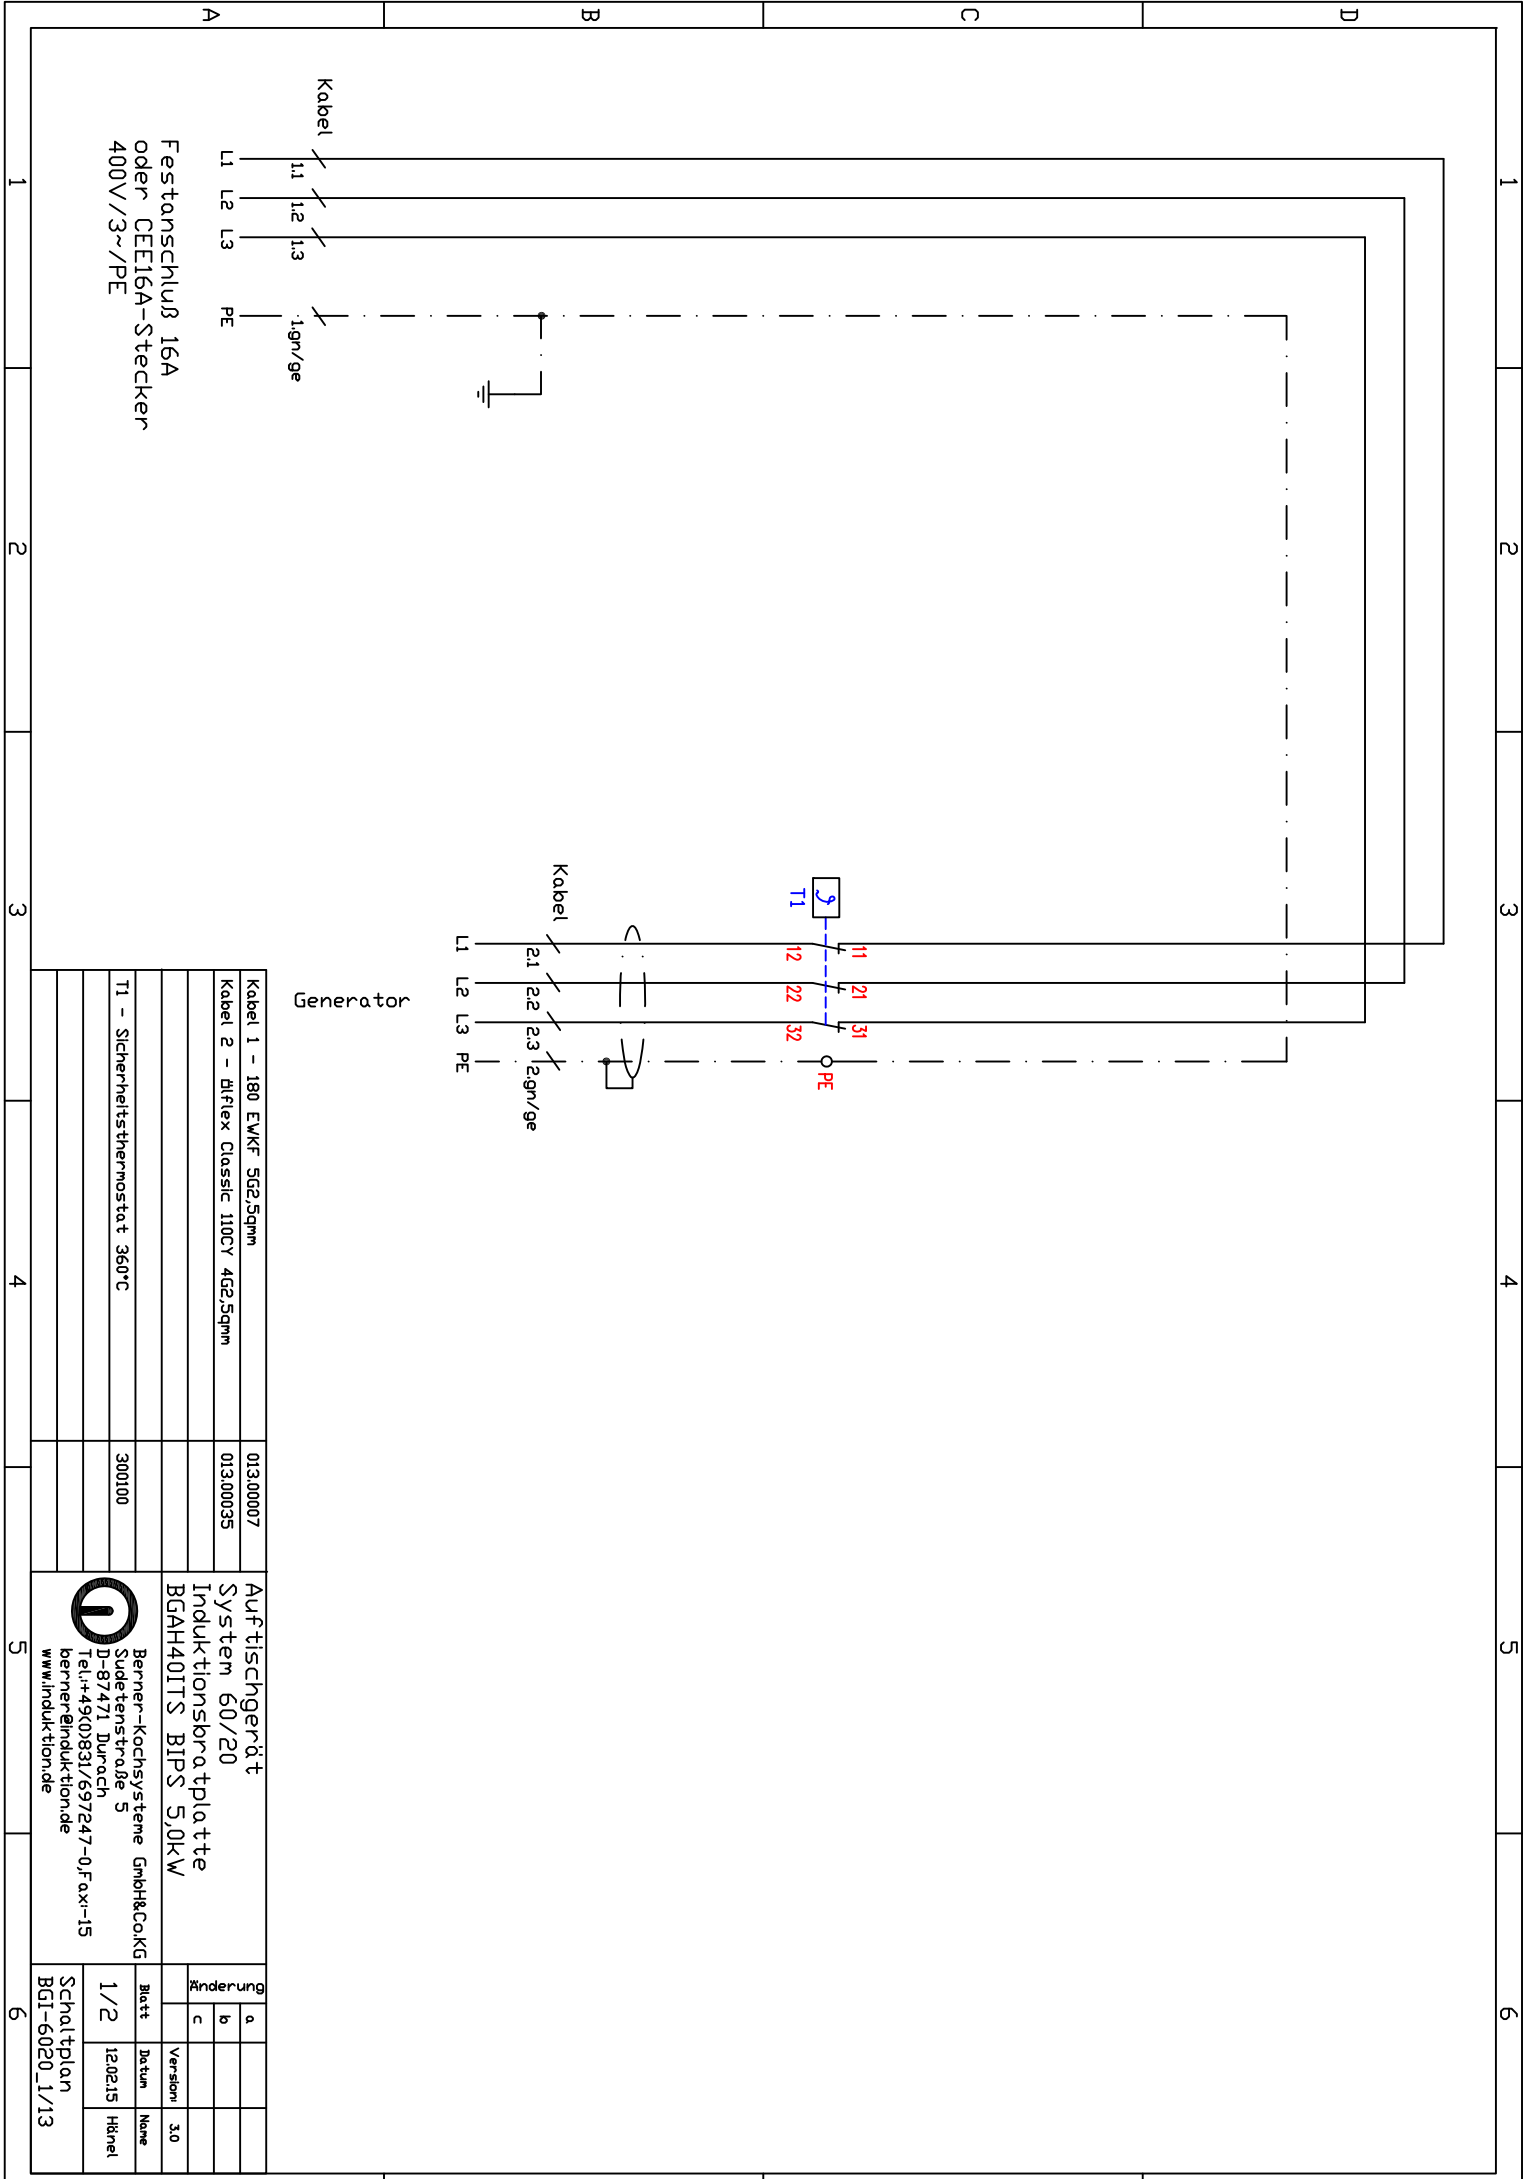 1
2
3
4
5
6
D
C
B
A
Kabel
1.1
1.2
1.3
1.gn/ge
L1
L2
L3
PE
Festanschluß 16A
oder CEE16A-Stecker
400V/3~/PE
T1
11
21
31
12
22
32
PE
Kabel
2.1
2.2
2.3
2.gn/ge
L1
L2
L3
PE
Generator
Kabel 1 - 180 EWKF 5G2,5qmm
013.00007
Kabel 2 - ölflex Classic 110CY 4G2,5qmm
013.00035
T1 - Sicherheitsthermostat 360°C
300100
Auftischgerät
System 60/20
Induktionsbratplatte
BGAH40ITS BIPS 5,0kW
Berner-Kochsysteme GmbH&Co.KG
Sudetenstraße 5
D-87471 Durach
Tel.:+49(0)831/697247-0,Fax:-15
berner@induktion.de
www.induktion.de
Änderung
a
b
c
Version: 3.0
Blatt
Datum
Name
1/2
12.02.15
Hänel
Schaltplan
BGI-6020_1/13
1
2
3
4
5
6